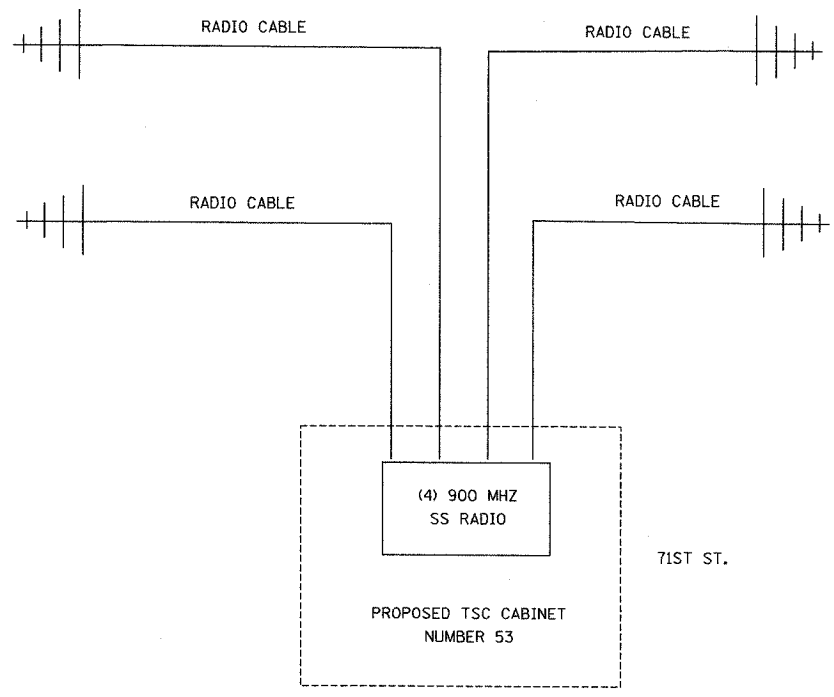 RADIO CABLE
RADIO CABLE
RADIO CABLE
RADIO CABLE
(4) 900 MHZ
SS RADIO
71ST ST.
PROPOSED TSC CABINET
NUMBER 53